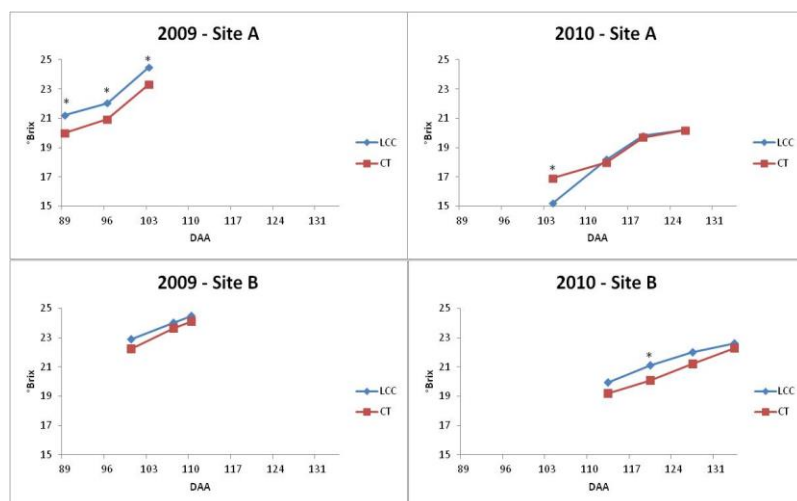 2009 - Site A
25
23
21
19
17
15
°Brix
*
*
*
89 96 103 110 117 124 131
DAA
LCC
CT
2010 - Site A
25
23
21
19
17
15
°Brix
*
89 96 103 110 117 124 131
DAA
LCC
CT
2009 - Site B
25
23
21
19
17
15
°Brix
89 96 103 110 117 124 131
DAA
LCC
CT
2010 - Site B
25
23
21
19
17
15
°Brix
*
89 96 103 110 117 124 131
DAA
LCC
CT